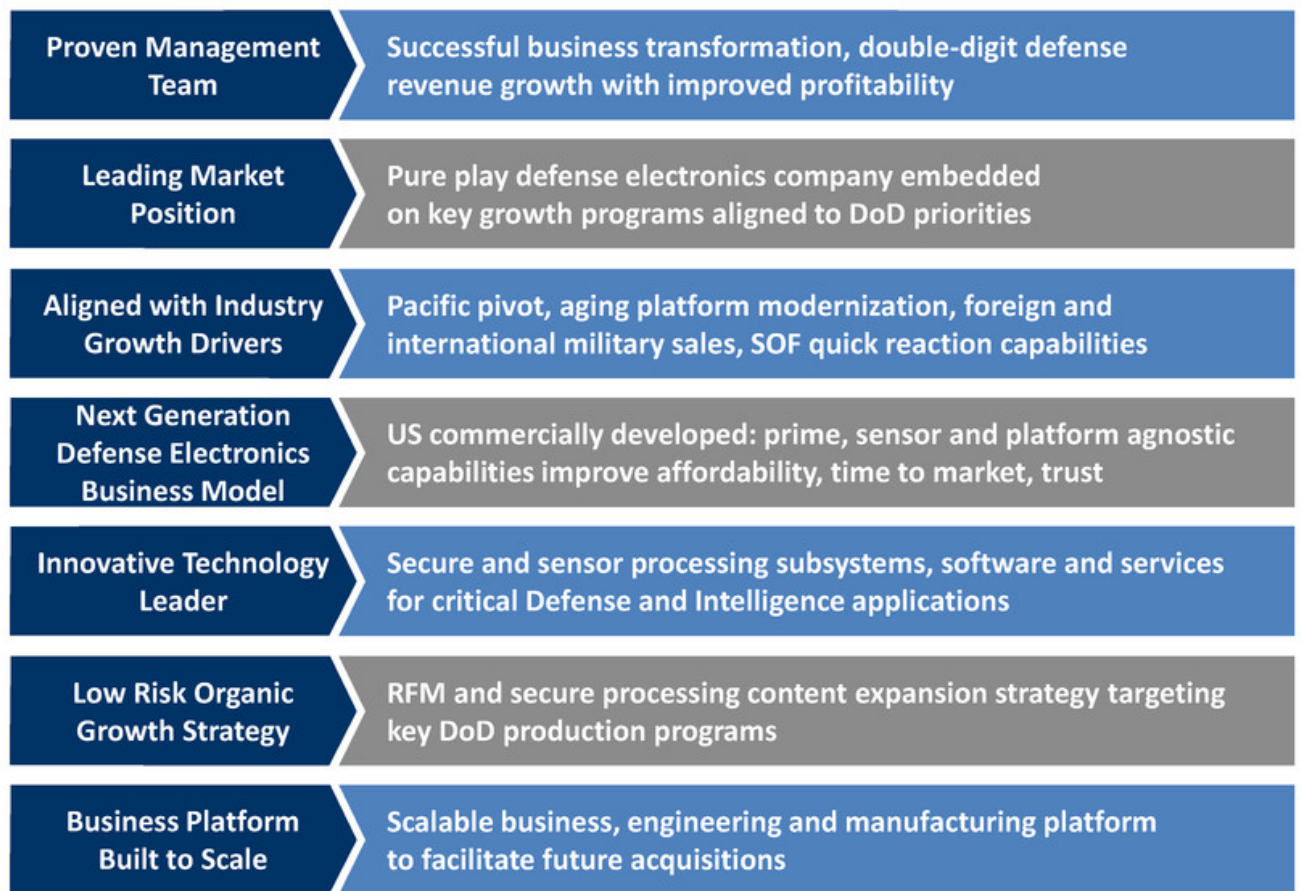 Proven Management
Team
Successful business transformation, double-digit defense
revenue growth with improved profitability
Leading Market
Position
Pure play defense electronics company embedded
on key growth programs aligned to DoD priorities
Aligned with Industry
Growth Drivers
Pacific pivot, aging platform modernization, foreign and
international military sales, SOF quick reaction capabilities
Next Generation
Defense Electronics
Business Model
US commercially developed: prime, sensor and platform agnostic
capabilities improve affordability, time to market, trust
Innovative Technology
Leader
Secure and sensor processing subsystems, software and services
for critical Defense and Intelligence applications
Low Risk Organic
Growth Strategy
RFM and secure processing content expansion strategy targeting
key DoD production programs
Business Platform
Built to Scale
Scalable business, engineering and manufacturing platform
to facilitate future acquisitions